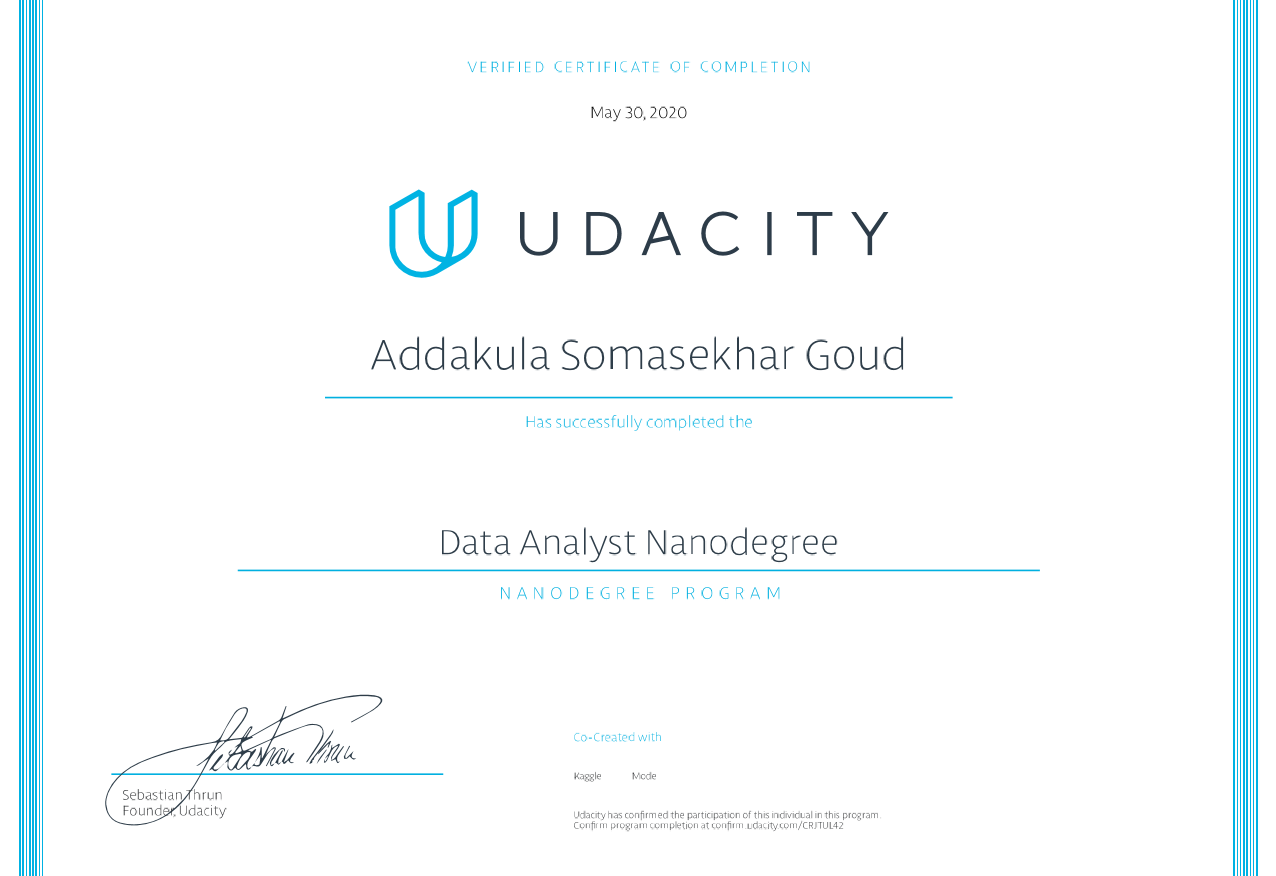 VERIFIED CERTIFICATE OF COMPLETION
May 30, 2020
UDACITY
Addakula Somasekhar Goud
Has successfully completed the
Data Analyst Nanodegree
NANODEGREE PROGRAM
Sebastian Thrun
Sebastian Thrun
Founder, Udacity
Co-Created with
Kaggle Mode
Udacity has confirmed the participation of this individual in this program.
Confirm program completion at confirm.udacity.com/CRJTUL42